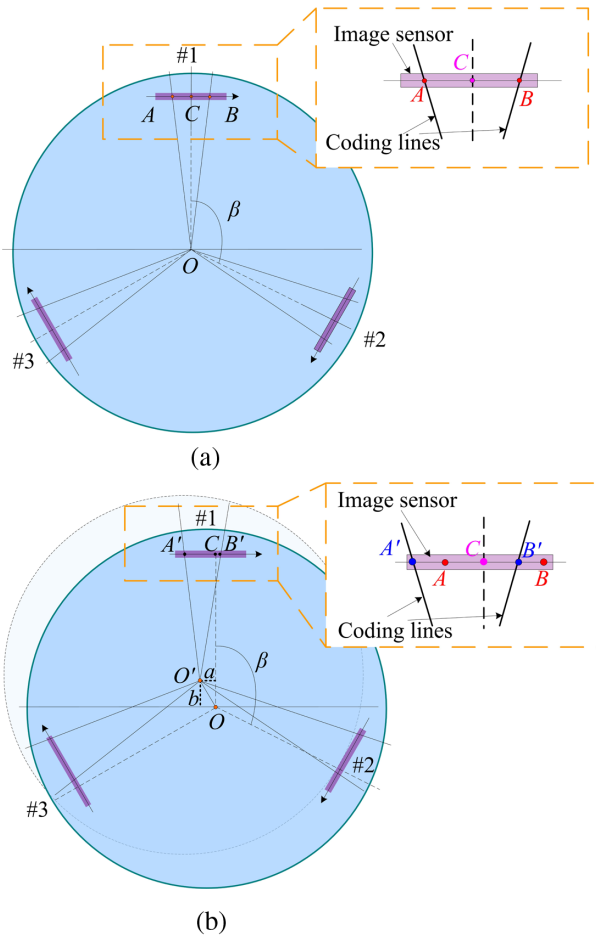 #1
Image sensor
C
A
B
Coding lines
A C B
β
O
#2
#3
(a)
#1
Image sensor
A′ C B′
C
A′
B′
A
B
Coding lines
O′ a
β
b
O
#2
#3
(b)